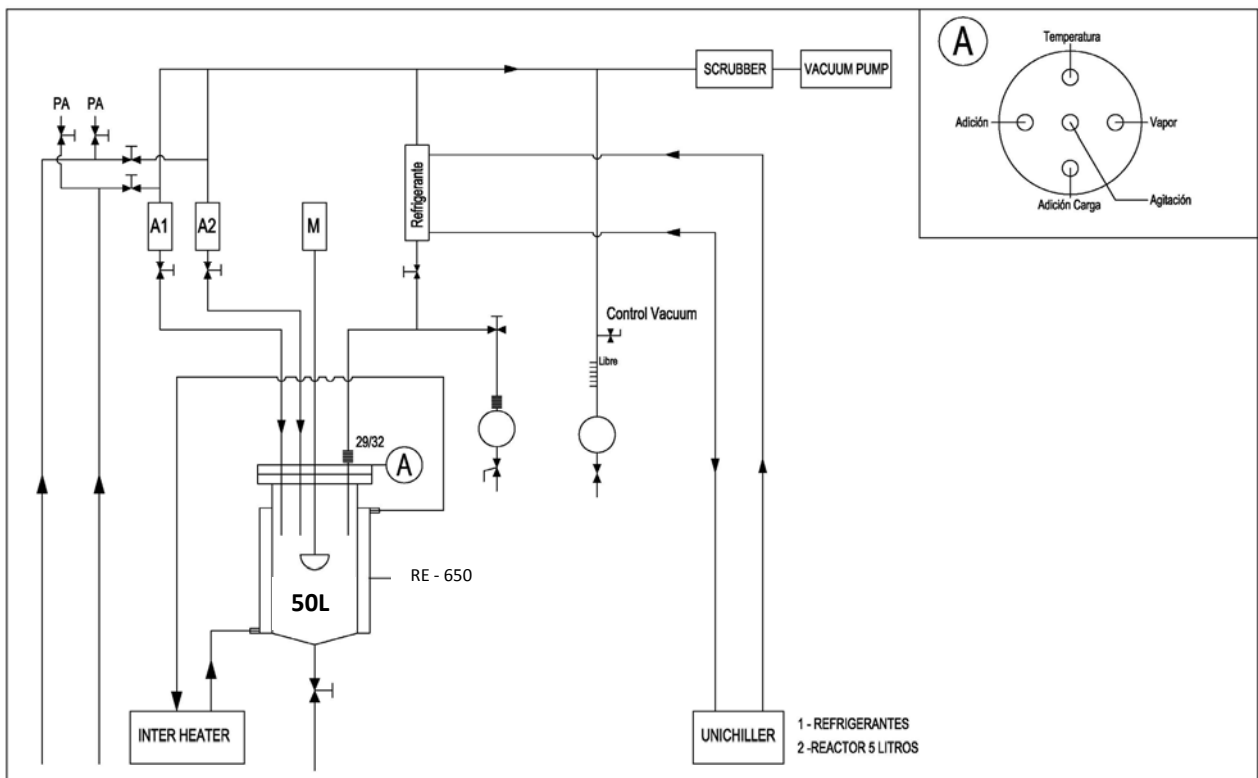 A
Temperatura
Adición
Vapor
Adición Carga
Agitación
SCRUBBER
VACUUM PUMP
PA
PA
A1
A2
M
Refrigerante
Control Vacuum
Libre
29/32
A
RE - 650
50L
INTER HEATER
UNICHILLER
1 - REFRIGERANTES
2 -REACTOR 5 LITROS